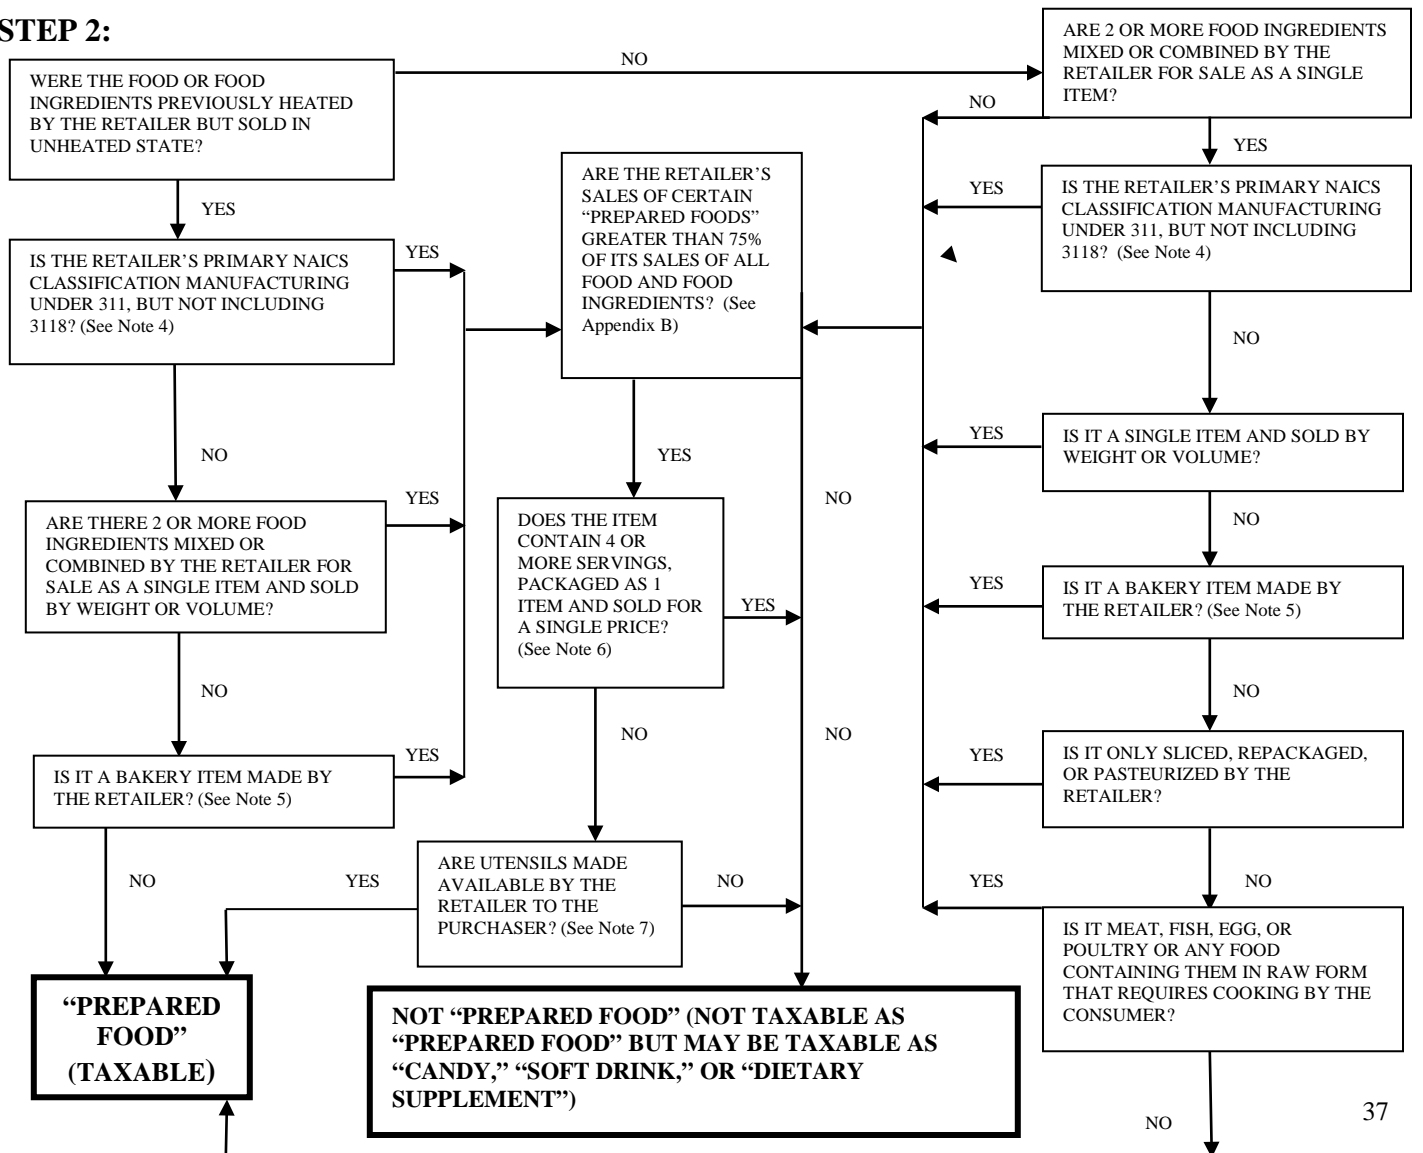 STEP 2:
WERE THE FOOD OR FOOD
INGREDIENTS PREVIOUSLY HEATED
BY THE RETAILER BUT SOLD IN
UNHEATED STATE?
NO
ARE 2 OR MORE FOOD INGREDIENTS
MIXED OR COMBINED BY THE
RETAILER FOR SALE AS A SINGLE
ITEM?
NO
YES
YES
IS THE RETAILER'S PRIMARY NAICS
CLASSIFICATION MANUFACTURING
UNDER 311, BUT NOT INCLUDING
3118? (See Note 4)
YES
ARE THE RETAILER'S
SALES OF CERTAIN
“PREPARED FOODS”
GREATER THAN 75%
OF ITS SALES OF ALL
FOOD AND FOOD
INGREDIENTS? (See
Appendix B)
YES
IS THE RETAILER'S PRIMARY NAICS
CLASSIFICATION MANUFACTURING
UNDER 311, BUT NOT INCLUDING
3118? (See Note 4)
NO
NO
YES
NO
YES
IS IT A SINGLE ITEM AND SOLD BY
WEIGHT OR VOLUME?
NO
ARE THERE 2 OR MORE FOOD
INGREDIENTS MIXED OR
COMBINED BY THE RETAILER FOR
SALE AS A SINGLE ITEM AND SOLD
BY WEIGHT OR VOLUME?
YES
DOES THE ITEM
CONTAIN 4 OR
MORE SERVINGS,
PACKAGED AS 1
ITEM AND SOLD FOR
A SINGLE PRICE?
(See Note 6)
YES
YES
IS IT A BAKERY ITEM MADE BY
THE RETAILER? (See Note 5)
NO
NO
NO
NO
IS IT A BAKERY ITEM MADE BY
THE RETAILER? (See Note 5)
YES
YES
IS IT ONLY SLICED, REPACKAGED,
OR PASTEURIZED BY THE
RETAILER?
NO
YES
ARE UTENSILS MADE
AVAILABLE BY THE
RETAILER TO THE
PURCHASER? (See Note 7)
NO
YES
NO
IS IT MEAT, FISH, EGG, OR
POULTRY OR ANY FOOD
CONTAINING THEM IN RAW FORM
THAT REQUIRES COOKING BY THE
CONSUMER?
“PREPARED
FOOD”
(TAXABLE)
NOT “PREPARED FOOD” (NOT TAXABLE AS
“PREPARED FOOD” BUT MAY BE TAXABLE AS
“CANDY,” “SOFT DRINK,” OR “DIETARY
SUPPLEMENT”)
NO
37